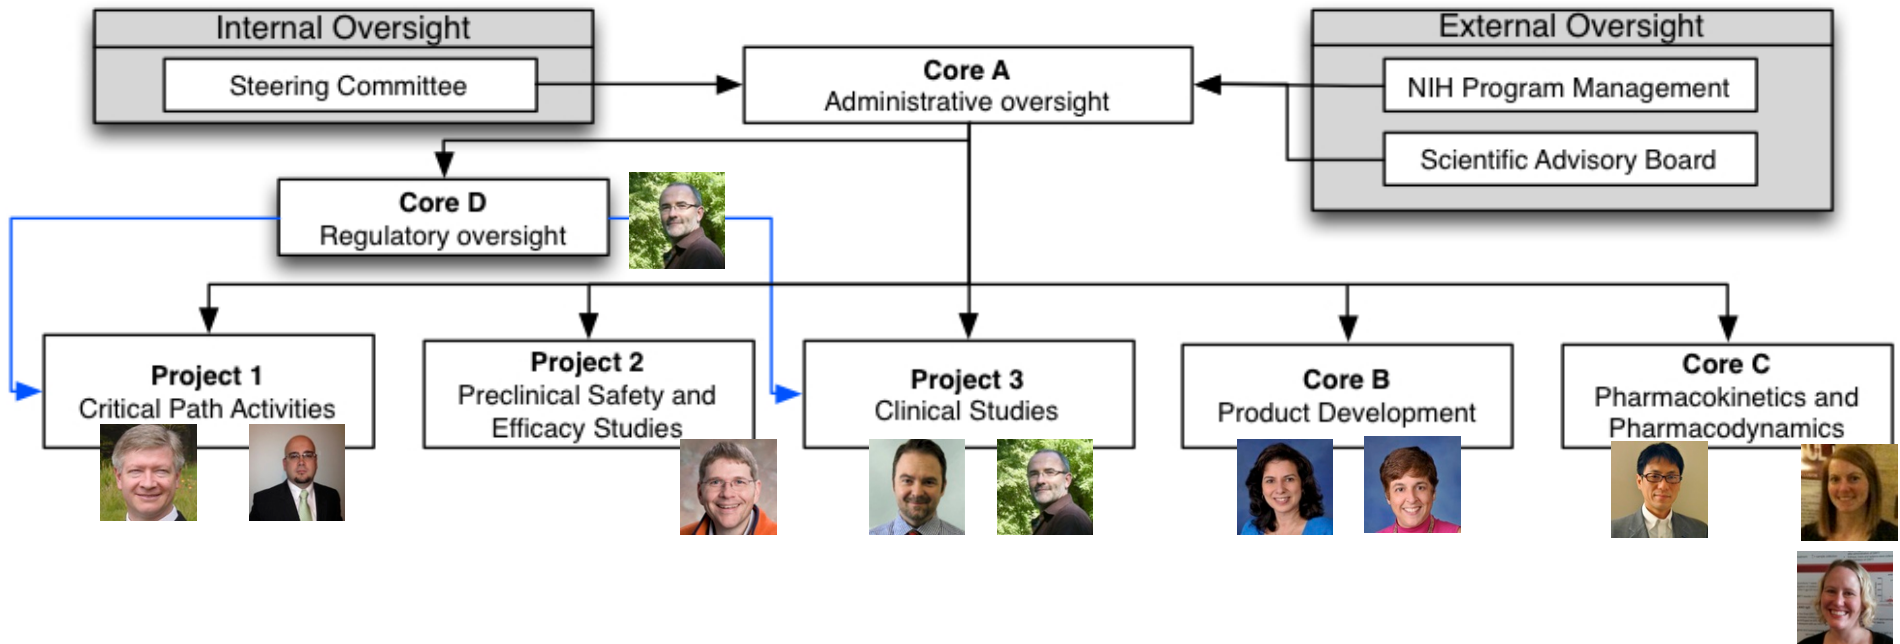 Internal Oversight
Steering Committee
Core A
Administrative oversight
External Oversight
NIH Program Management
Scientific Advisory Board
Core D
Regulatory oversight
Project 1
Critical Path Activities
Project 2
Preclinical Safety and
Efficacy Studies
Project 3
Clinical Studies
Core B
Product Development
Core C
Pharmacokinetics and
Pharmacodynamics